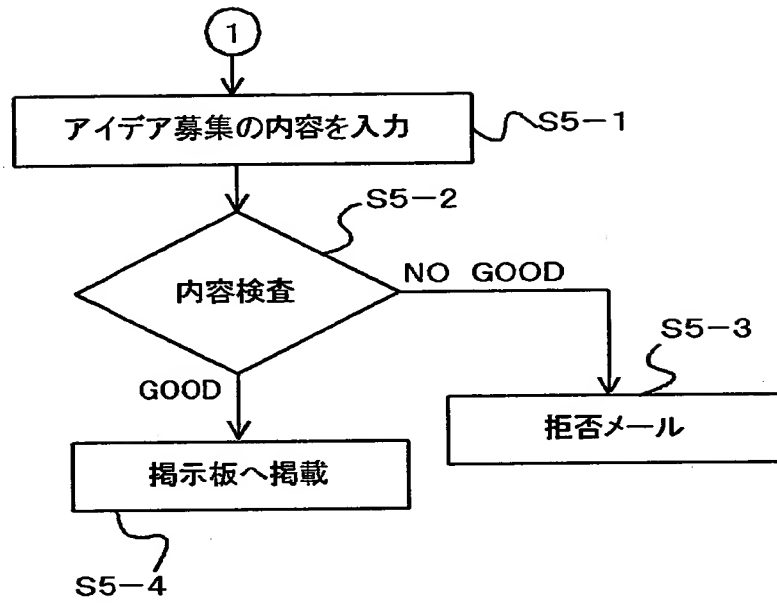 1
アイデア募集の内容を入力
S5-1
S5-2
内容検査
NO GOOD
GOOD
S5-3
拒否メール
掲示板へ掲載
S5-4